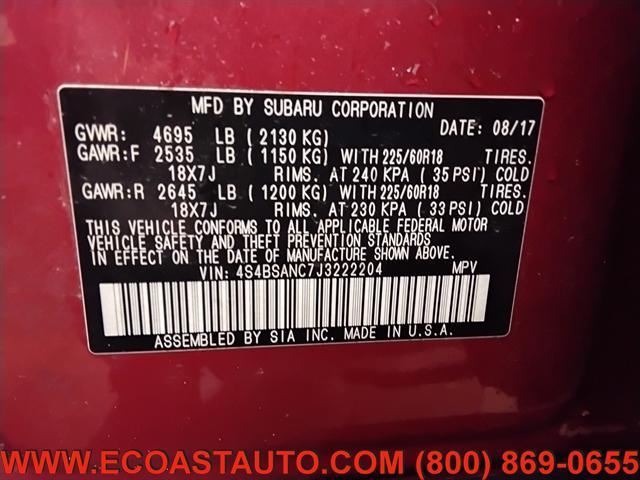 MFD BY SUBARU CORPORATION
GVWR: 4695 LB ( 2130 KG) DATE: 08/17
GAWR:F 2535 LB ( 1150 KG) WITH 225/60R18 TIRES.
18X7J RIMS. AT 240 KPA ( 35 PSI) COLD
GAWR:R 2645 LB ( 1200 KG) WITH 225/60R18 TIRES.
18X7J RIMS. AT 230 KPA ( 33 PSI) COLD
THIS VEHICLE CONFORMS TO ALL APPLICABLE FEDERAL MOTOR
VEHICLE SAFETY AND THEFT PREVENTION STANDARDS IN EFFECT
ON THE DATE OF MANUFACTURE SHOWN ABOVE.
VIN: 4S4BSANC7J3222204 MPV
ASSEMBLED BY SIA INC. MADE IN U.S.A.
WWW.ECOASTAUTO.COM (800) 869-0655